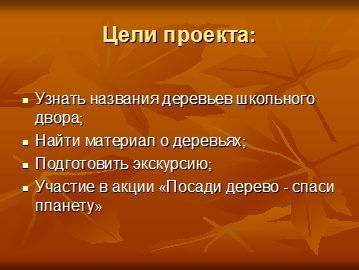 Цели проекта:
Узнать названия деревьев школьного
двора;
Найти материал о деревьях;
Подготовить экскурсию;
Участие в акции «Посади дерево - спаси
планету»